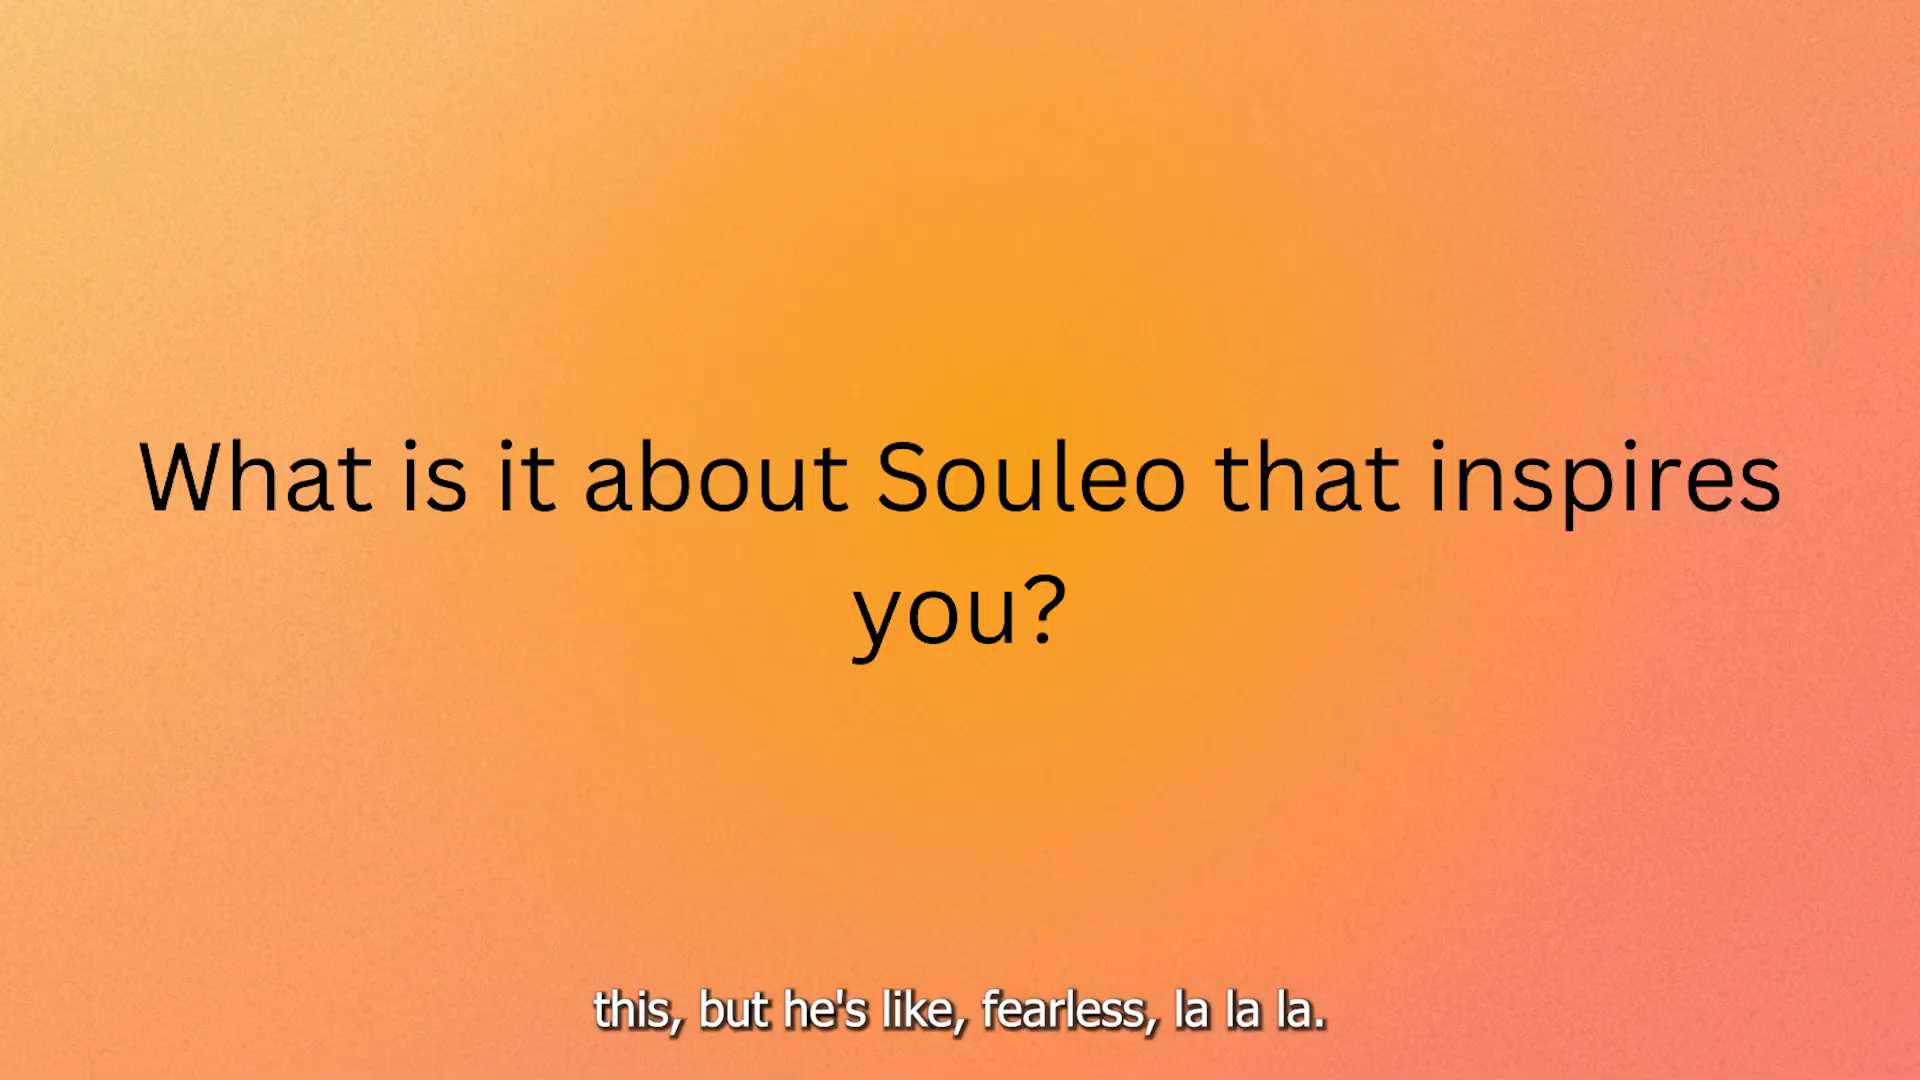 What is it about Souleo that inspires
you?
this, but he's like, fearless, la la la.